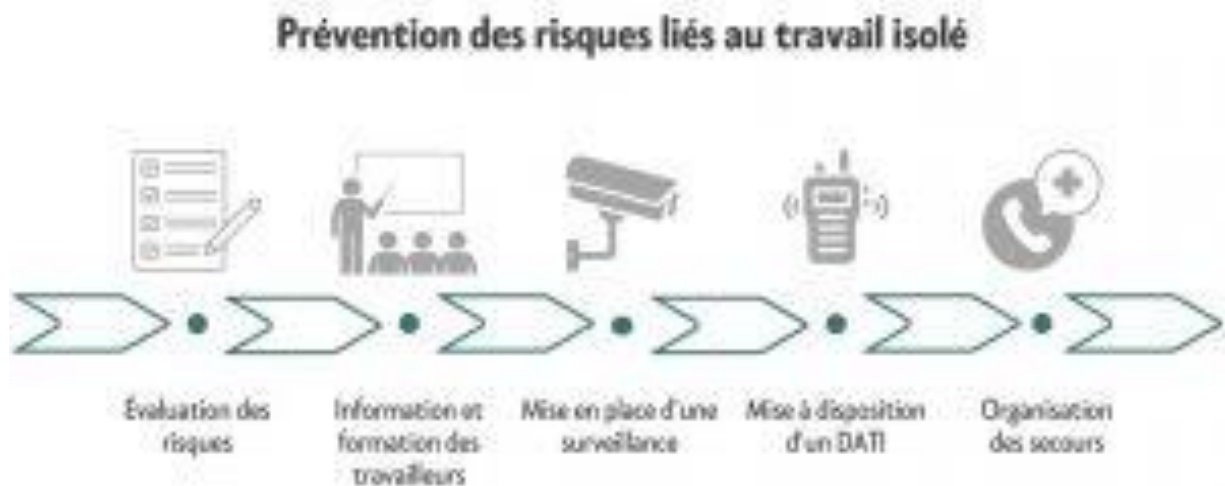 Prévention des risques liés au travail isolé
Évaluation des
risques
Information et
formation des
travailleurs
Mise en place d'une
surveillance
Mise à disposition
d'un DATI
Organisation
des secours